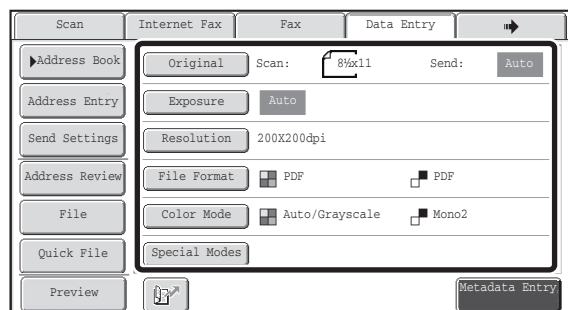 Scan Internet Fax Fax Data Entry
Address Book
Original Scan: 8½x11 Send: Auto
Address Entry
Exposure Auto
Send Settings
Resolution 200X200dpi
Address Review
File Format PDF PDF
File
Color Mode Auto/Grayscale Mono2
Quick File
Special Modes
Preview
Metadata Entry